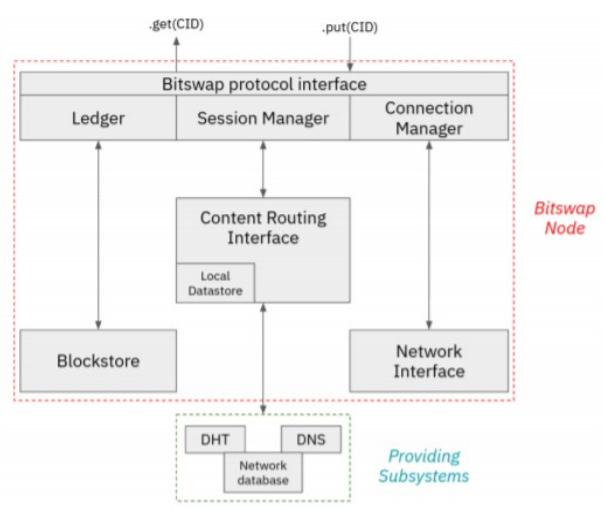 .get(CID)
.put(CID)
Bitswap protocol interface
Ledger
Session Manager
Connection
Manager
Content Routing
Interface
Local
Datastore
Bitswap
Node
Blockstore
Network
Interface
DHT
DNS
Network
database
Providing
Subsystems